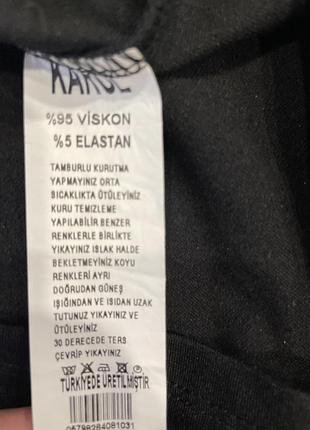 %95 VİSKON
%5 ELASTAN
TAMBURLU KURUTMA
YAPMAYINIZ ORTA
SICAKLIKTA ÜTÜLEYİNİZ
KURU TEMİZLEME
YAPILABİLİR BENZER
RENKLERLE BİRLİKTE
YIKAYINIZ ISLAK HALDE
BEKLETMEYİNİZ KOYU
RENKLERİ AYRI
DOĞRUDAN GÜNEŞ
IŞIĞINDAN VE ISIDAN UZAK
TUTUNUZ YIKAYINIZ VE
ÜTÜLEYİNİZ
30 DERECEDE TERS
ÇEVRİP YIKAYINIZ
TÜRKİYEDE ÜRETİLMİŞTİR
05798284081031